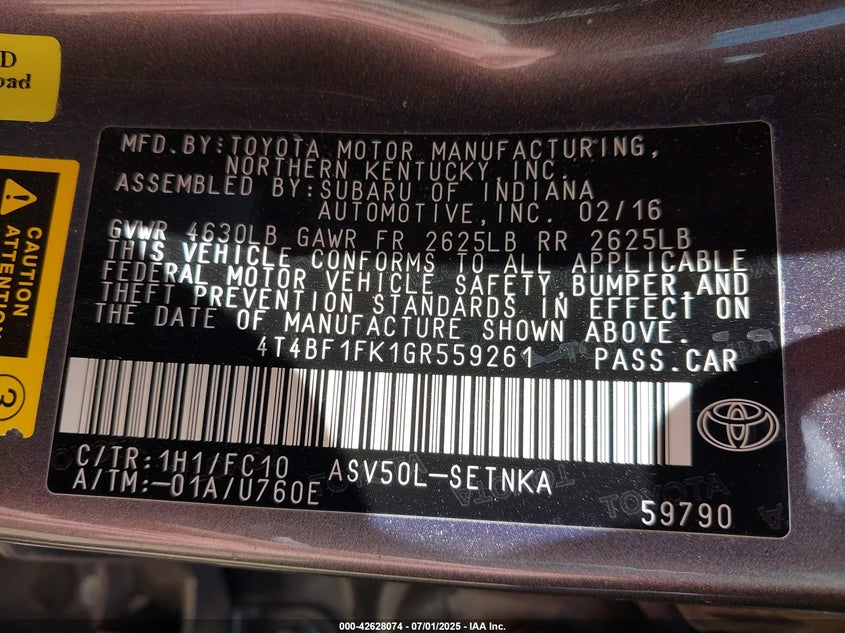 D
oad
CAUTION
ATTENTION
3
MFD.BY:TOYOTA MOTOR MANUFACTURING,
NORTHERN KENTUCKY, INC.
ASSEMBLED BY:SUBARU OF INDIANA
AUTOMOTIVE,INC. 02/16
GVWR 4630LB GAWR FR 2625LB RR 2625LB
THIS VEHICLE CONFORMS TO ALL APPLICABLE
FEDERAL MOTOR VEHICLE SAFETY,BUMPER,AND
THEFT PREVENTION STANDARDS IN EFFECT ON
THE DATE OF MANUFACTURE SHOWN ABOVE.
4T4BF1FK1GR559261 PASS.CAR
C/TR:1H1/FC10 ASV50L-SETNKA
A/TM:-01A/U760E
TOYOTA
59790
000-42628074 / 07/01/2025 - IAA Inc.